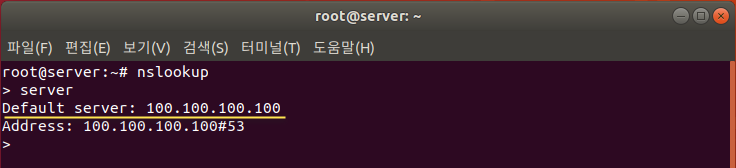 root@server: ~
파일(F) 편집(E) 보기(V) 검색(S) 터미널(T) 도움말(H)
root@server:~# nslookup
> server
Default server: 100.100.100.100
Address: 100.100.100.100#53
>